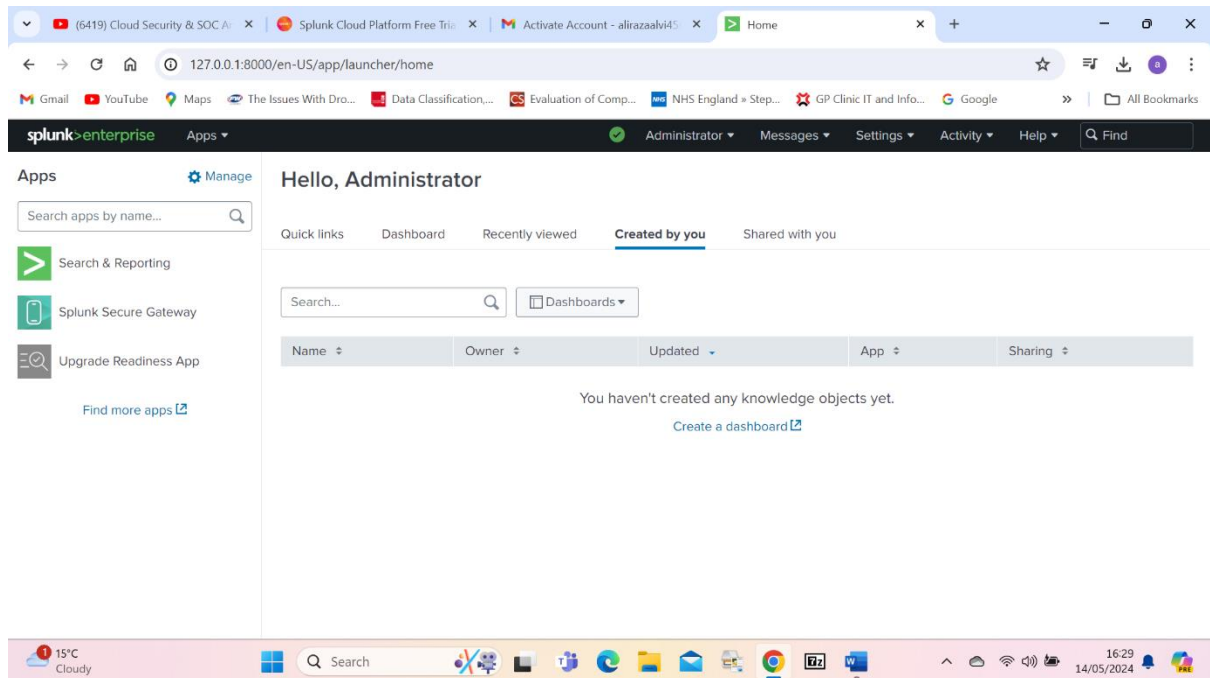 (6419) Cloud Security & SOC A
Splunk Cloud Platform Free Tria
Activate Account - alirazaalvi45
Home
127.0.0.1:8000/en-US/app/launcher/home
Gmail YouTube Maps The Issues With Dro... Data Classification,... Evaluation of Comp... NHS England » Step... GP Clinic IT and Info... Google » All Bookmarks
splunk>enterprise Apps Administrator Messages Settings Activity Help Find
Apps Manage
Hello, Administrator
Search apps by name...
Quick links Dashboard Recently viewed Created by you Shared with you
Search & Reporting
Search... Dashboards
Splunk Secure Gateway
Name Owner Updated App Sharing
Upgrade Readiness App
You haven't created any knowledge objects yet.
Find more apps
Create a dashboard
1 15°C
Cloudy
Search
16:29
14/05/2024
PRE